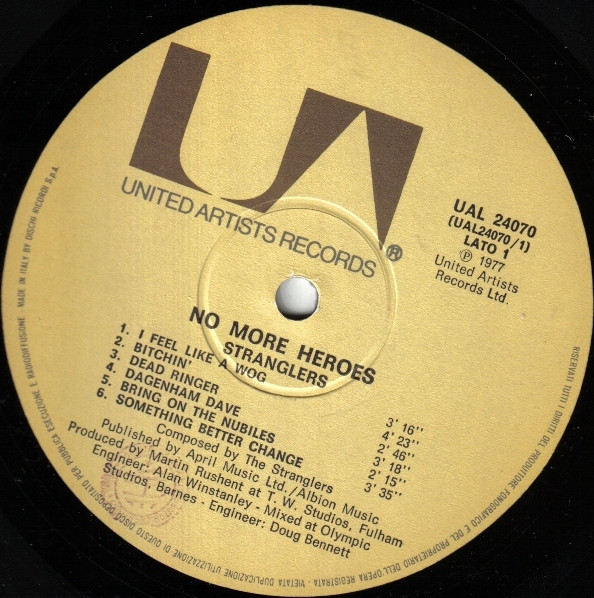 UA
UNITED ARTISTS RECORDS
®
UAL 24070
(UAL24070/1)
LATO 1
℗ 1977
United Artists
Records Ltd.
NO MORE HEROES
STRANGLERS
1. I FEEL LIKE A WOG 3' 16''
2. BITCHIN' 4' 23''
3. DEAD RINGER 2' 46''
4. DAGENHAM DAVE 3' 18''
5. BRING ON THE NUBILES 2' 15''
6. SOMETHING BETTER CHANGE 3' 35''
Composed by The Stranglers
Published by April Music Ltd./Albion Music
Produced by Martin Rushent at T. W. Studios, Fulham
Engineer: Alan Winstanley - Mixed at Olympic
Studios, Barnes - Engineer: Doug Bennett
RISERVATI TUTTI I DIRITTI DEL PRODUTTORE FONOGRAFICO E DEL PROPRIETARIO DELL'OPERA REGISTRATA - VIETATA DUPLICAZIONE UTILIZZAZIONE DI QUESTO DISCO PER PUBBLICA ESECUZIONE E RADIODIFFUSIONE MADE IN ITALY BY DISCHI RICORDI S.p.A.